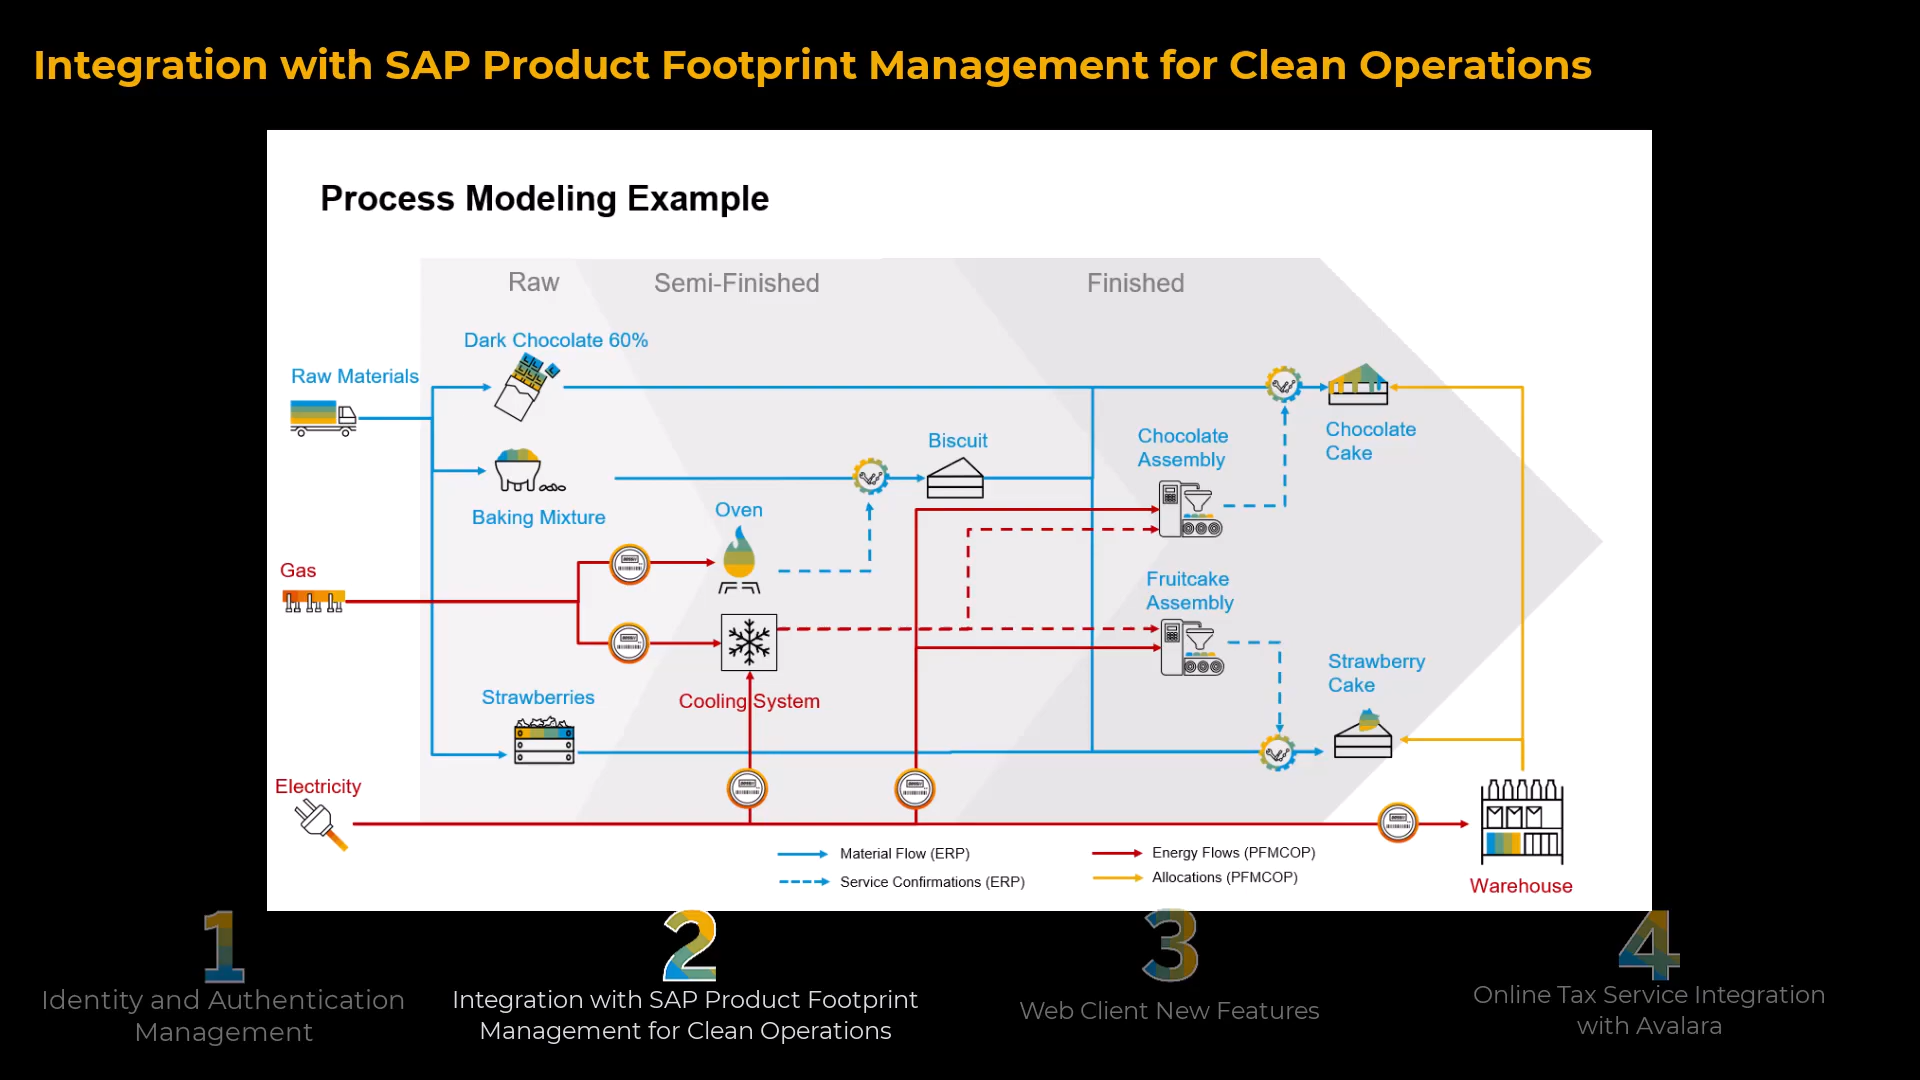 Integration with SAP Product Footprint Management for Clean Operations
Process Modeling Example
Raw
Semi-Finished
Finished
Dark Chocolate 60%
Raw Materials
Chocolate
Cake
Biscuit
Chocolate
Assembly
Baking Mixture
Oven
Gas
Fruitcake
Assembly
Strawberries
Cooling System
Strawberry
Cake
Electricity
Material Flow (ERP)
Service Confirmations (ERP)
Energy Flows (PFMCOP)
Allocations (PFMCOP)
Warehouse
1
Identity and Authentication
Management
2
Integration with SAP Product Footprint
Management for Clean Operations
3
Web Client New Features
4
Online Tax Service Integration
with Avalara